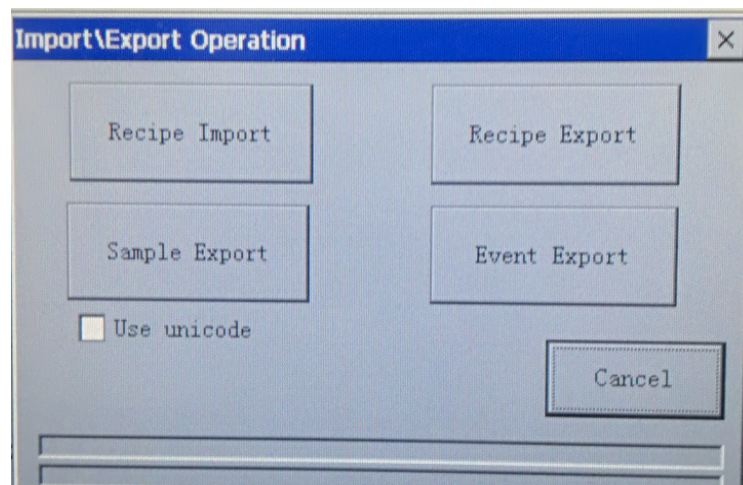 Import\Export Operation
Recipe Import
Recipe Export
Sample Export
Event Export
Use unicode
Cancel